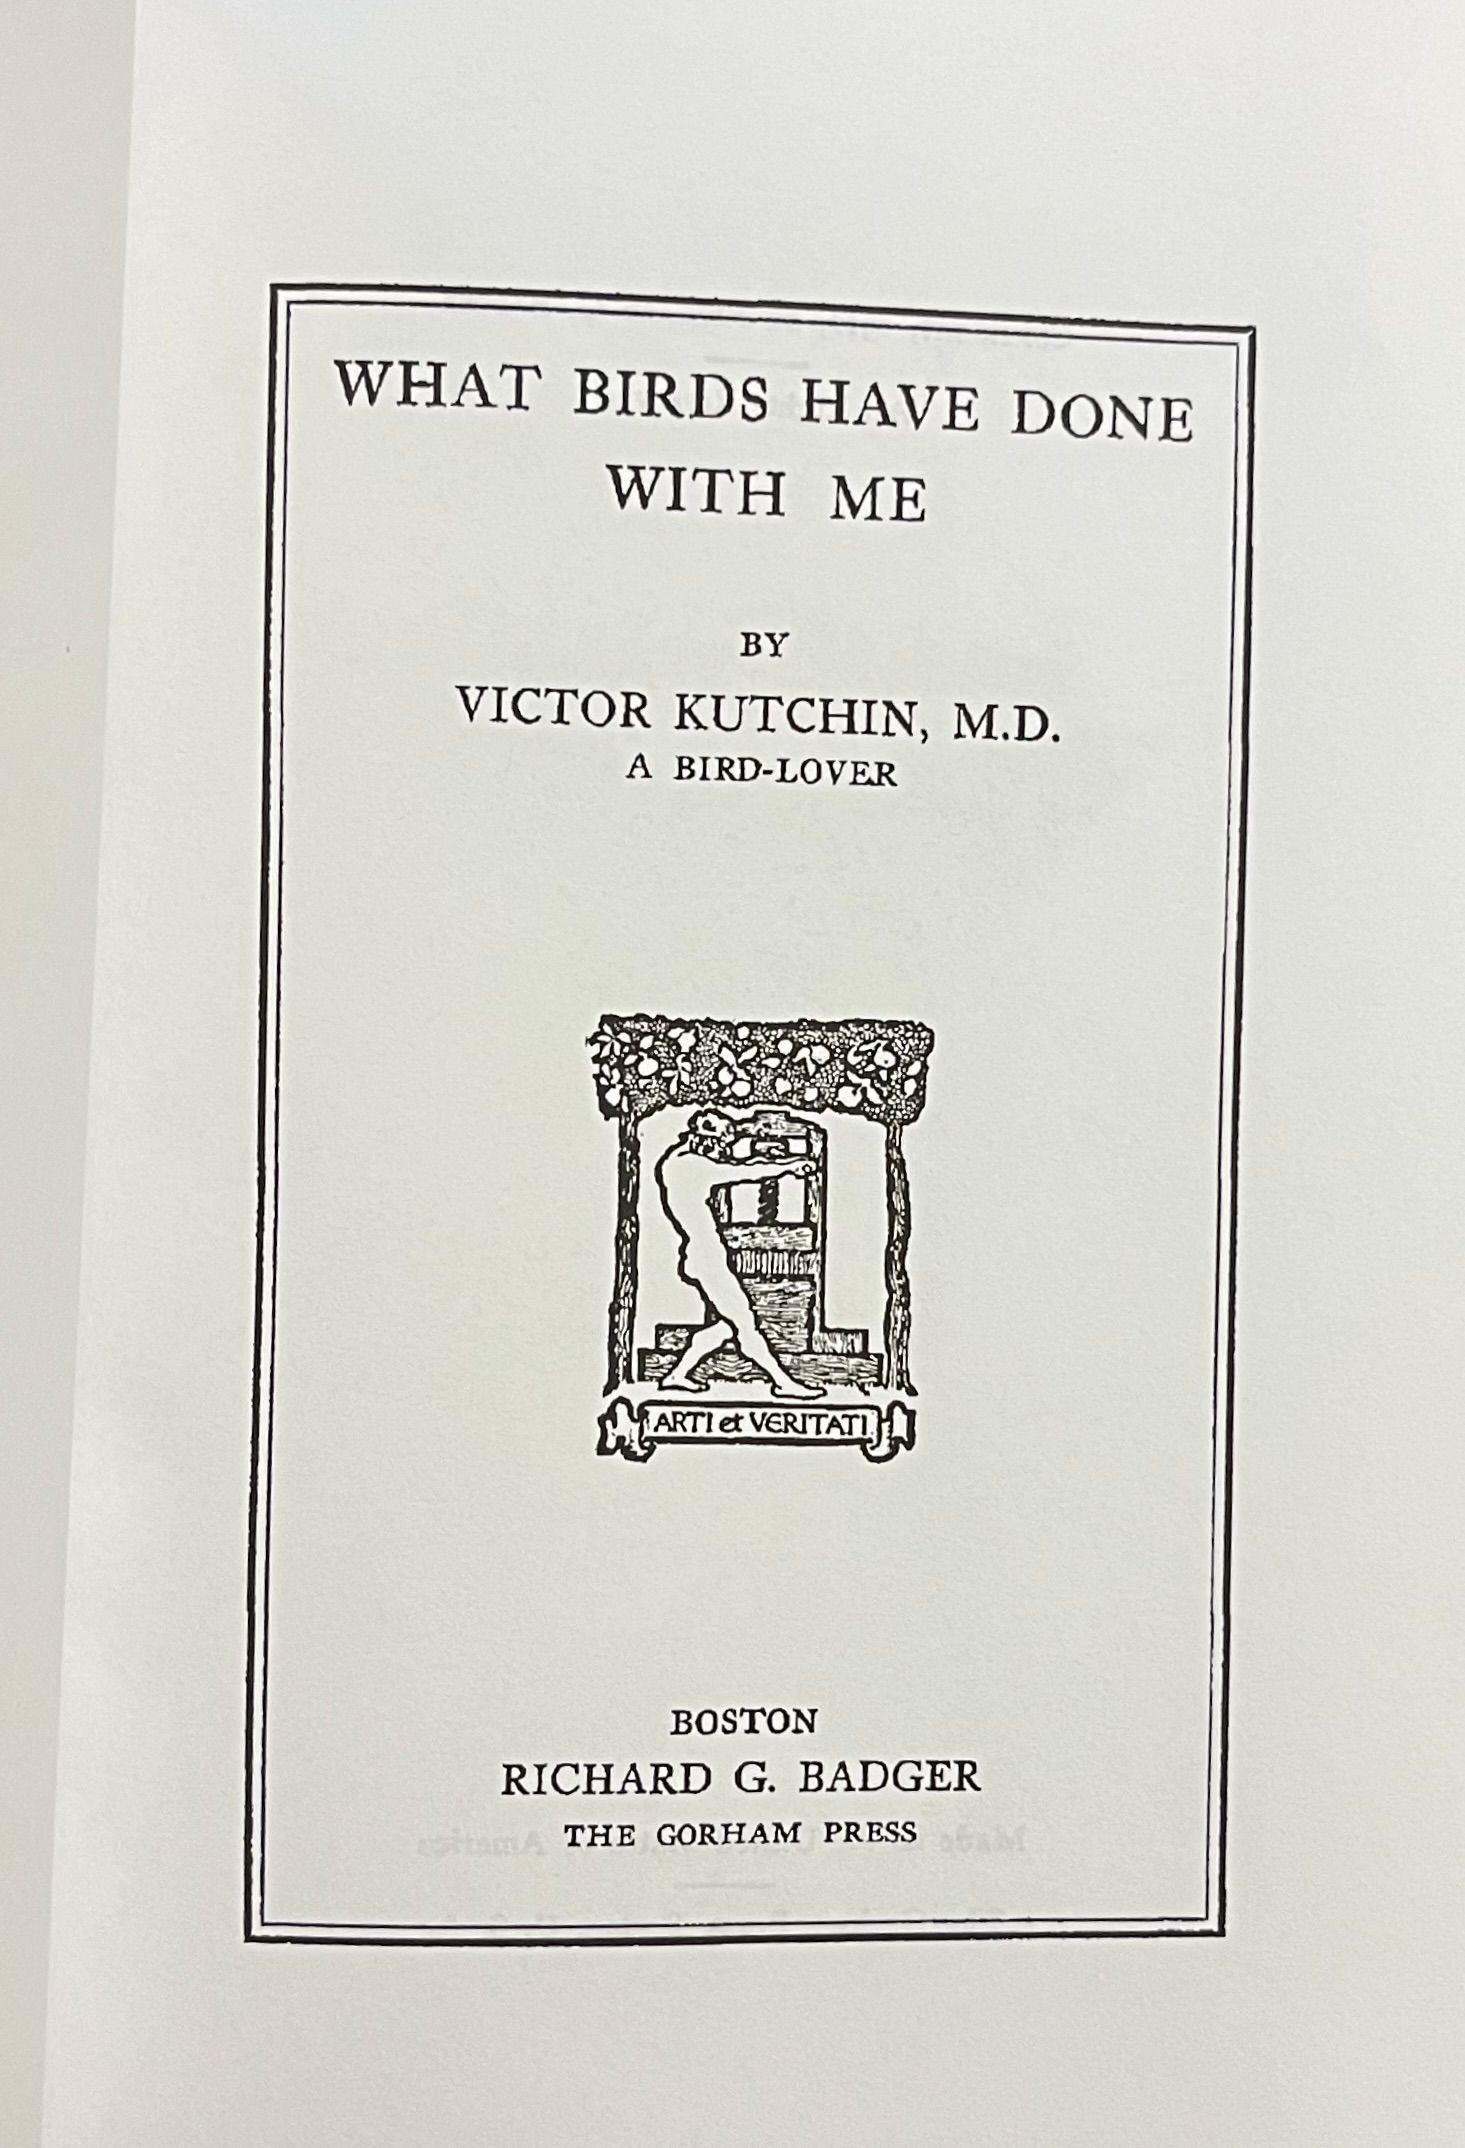 WHAT BIRDS HAVE DONE
WITH ME
BY
VICTOR KUTCHIN, M.D.
A BIRD-LOVER
ARTI et VERITATI
BOSTON
RICHARD G. BADGER
THE GORHAM PRESS